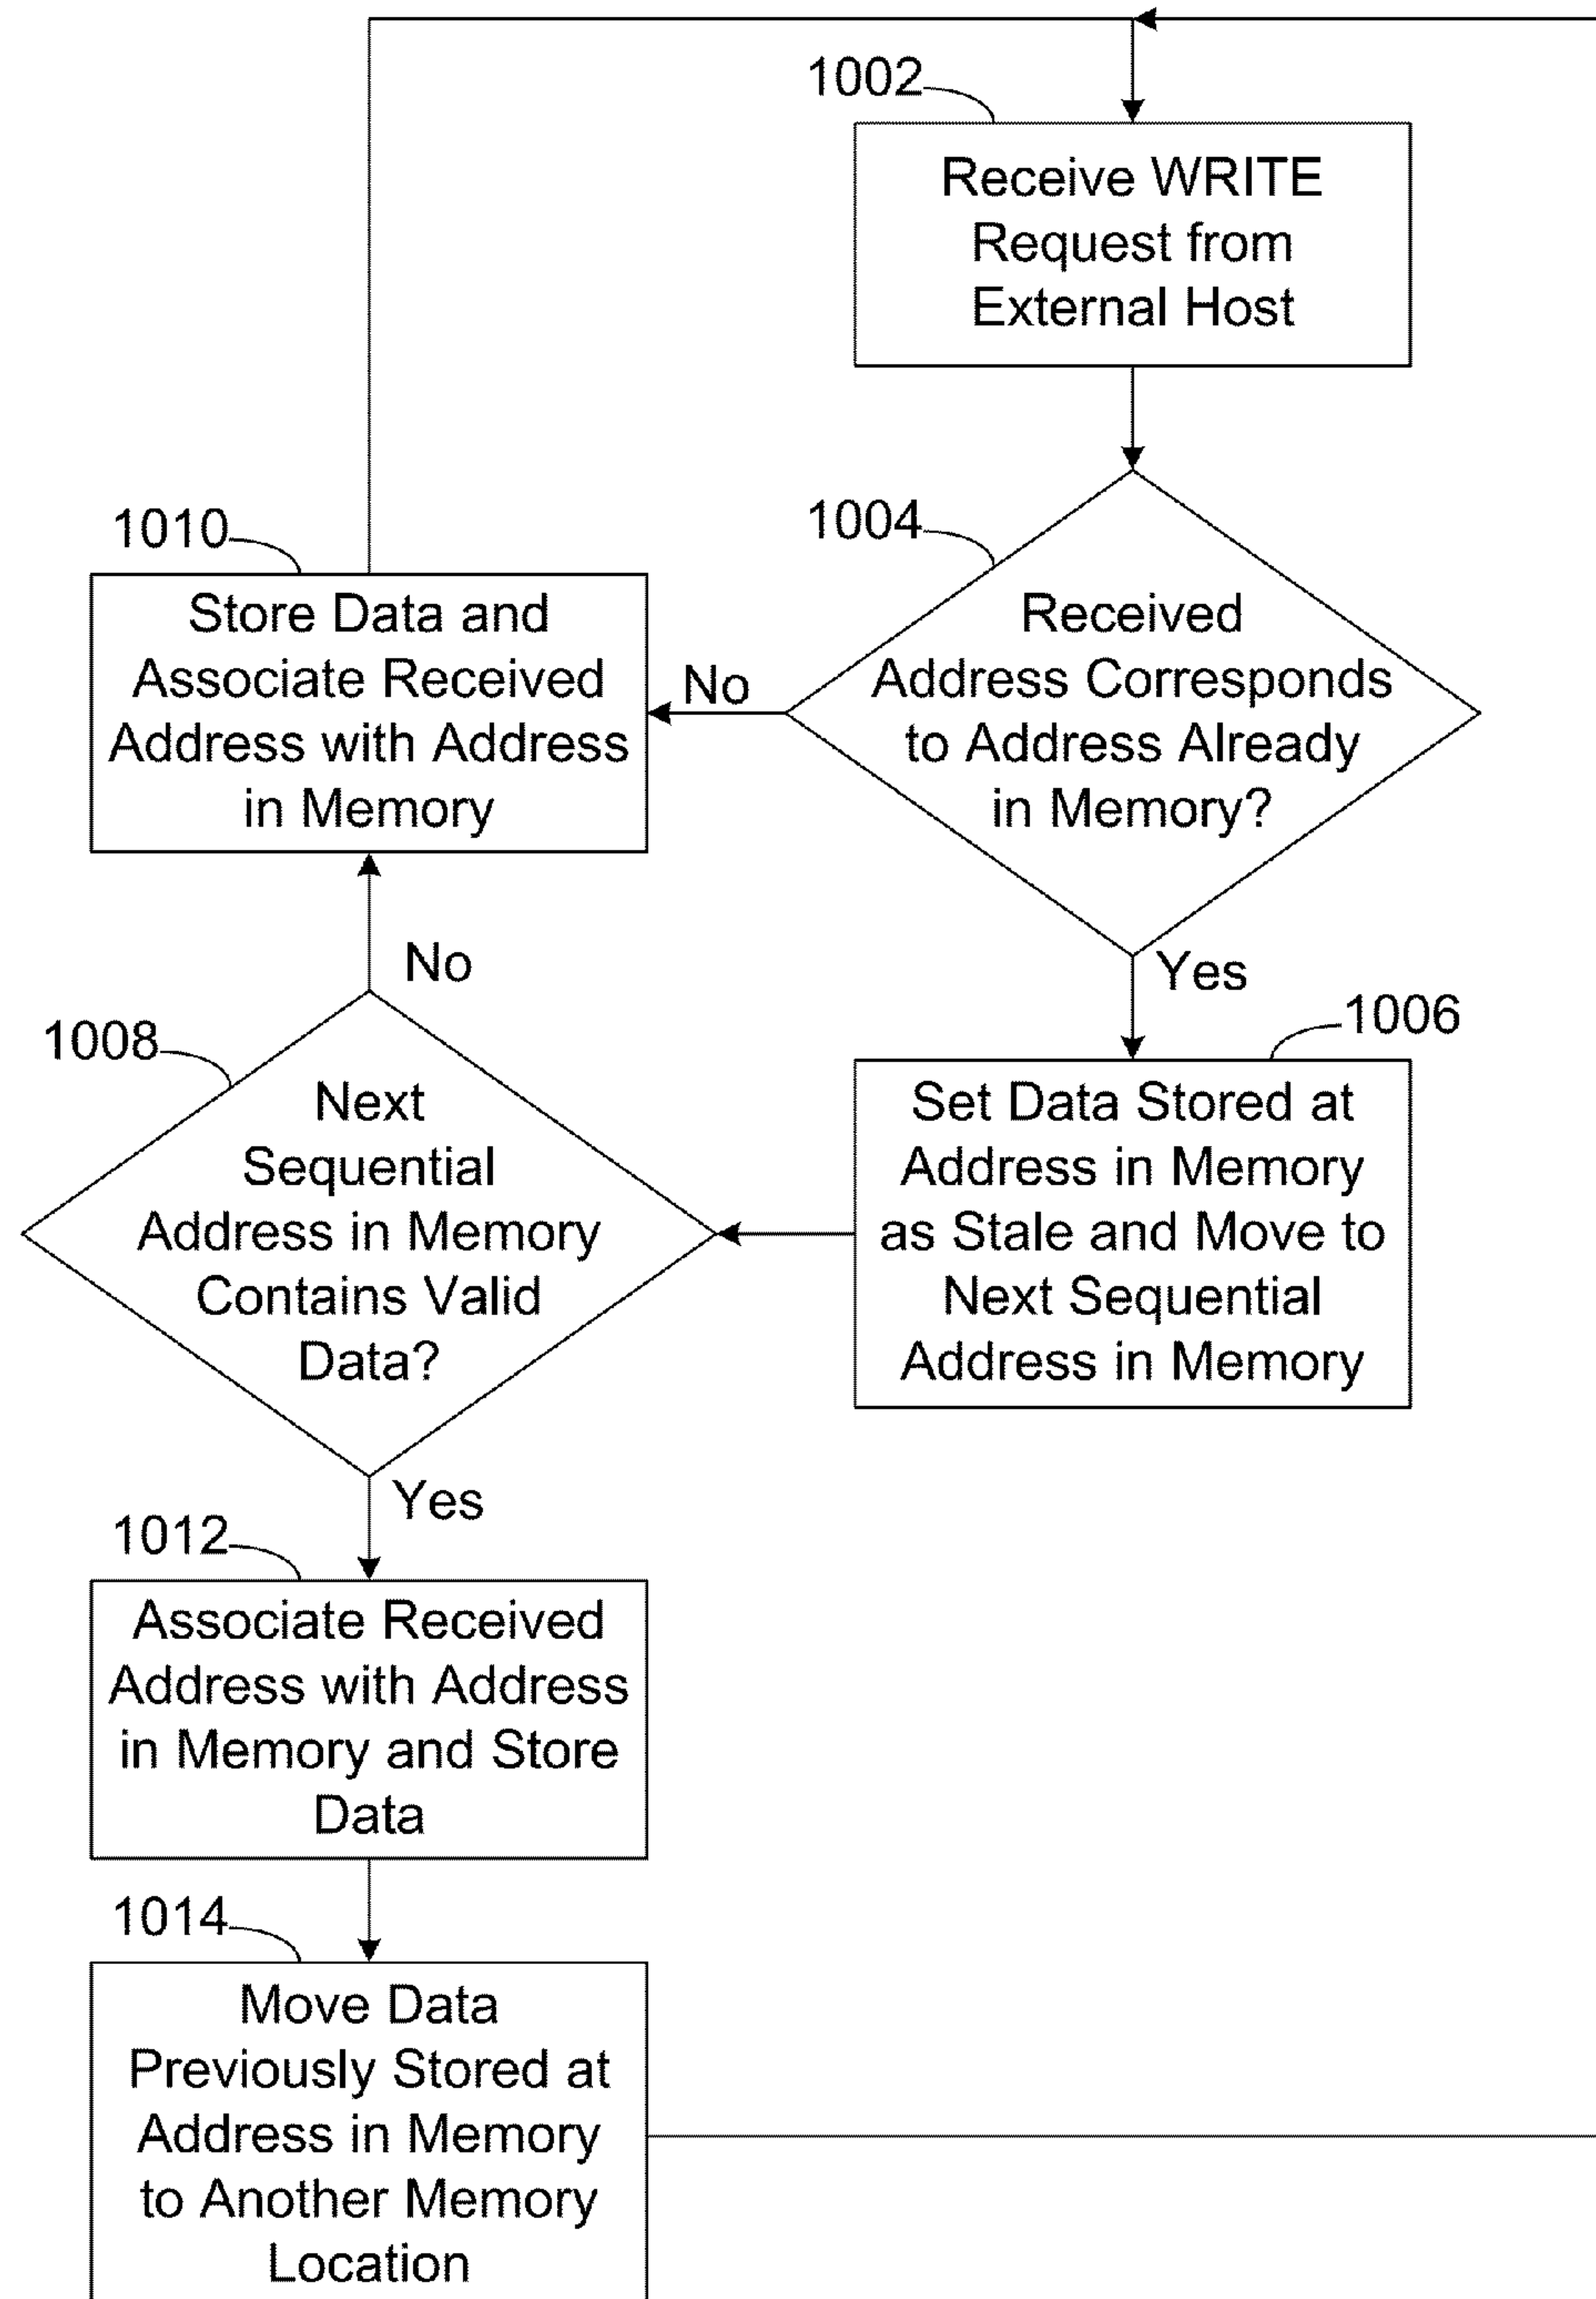 1002
Receive WRITE
Request from
External Host
1004
Received
Address Corresponds
to Address Already
in Memory?
No
Yes
1010
Store Data and
Associate Received
Address with Address
in Memory
1006
Set Data Stored at
Address in Memory
as Stale and Move to
Next Sequential
Address in Memory
1008
Next
Sequential
Address in Memory
Contains Valid
Data?
No
Yes
1012
Associate Received
Address with Address
in Memory and Store
Data
1014
Move Data
Previously Stored at
Address in Memory
to Another Memory
Location